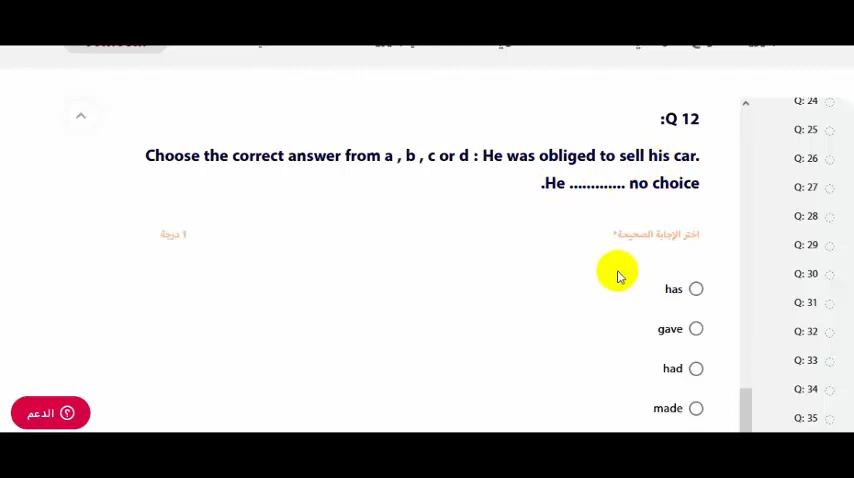 Q 12:
Choose the correct answer from a , b , c or d : He was obliged to sell his car.
He ............. no choice.
اختر الإجابة الصحيحة*
1 درجة
has
gave
had
made
الدعم
Q: 24
Q: 25
Q: 26
Q: 27
Q: 28
Q: 29
Q: 30
Q: 31
Q: 32
Q: 33
Q: 34
Q: 35